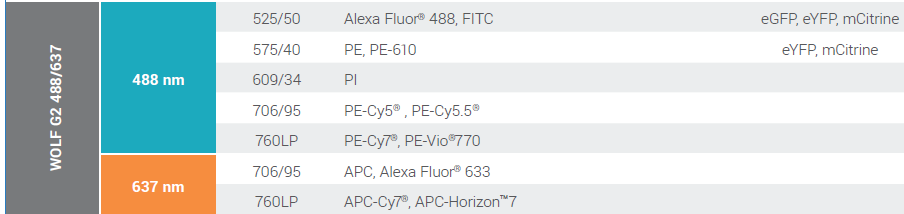 WOLF G2 488/637
488 nm
525/50 Alexa Fluor® 488, FITC eGFP, eYFP, mCitrine
575/40 PE, PE-610 eYFP, mCitrine
609/34 PI
706/95 PE-Cy5® , PE-Cy5.5®
760LP PE-Cy7®, PE-Vio®770
637 nm
706/95 APC, Alexa Fluor® 633
760LP APC-Cy7®, APC-Horizon™7